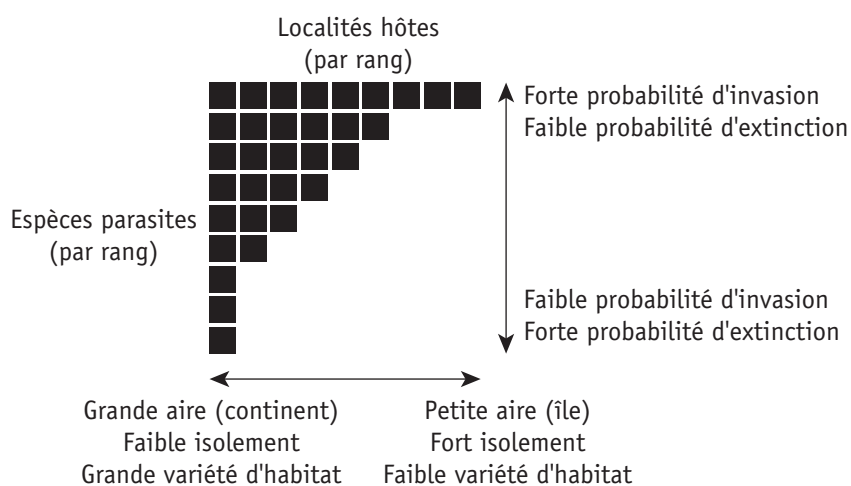 Localités hôtes
(par rang)
Forte probabilité d'invasion
Faible probabilité d'extinction
Espèces parasites
(par rang)
Faible probabilité d'invasion
Forte probabilité d'extinction
Grande aire (continent)
Faible isolement
Grande variété d'habitat
Petite aire (île)
Fort isolement
Faible variété d'habitat